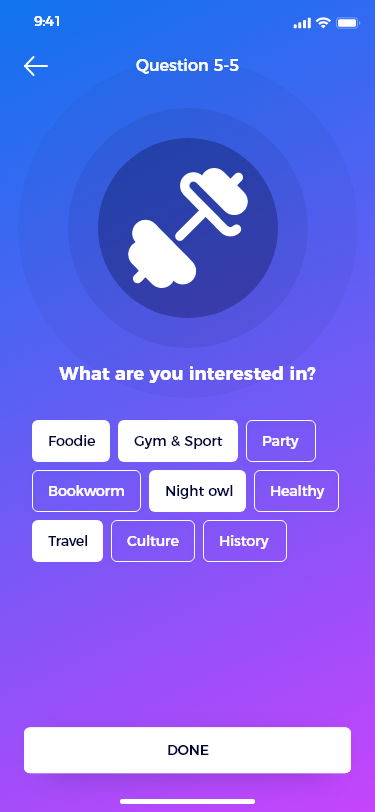 9:41
Question 5-5
What are you interested in?
Foodie Gym & Sport Party
Bookworm Night owl Healthy
Travel Culture History
DONE